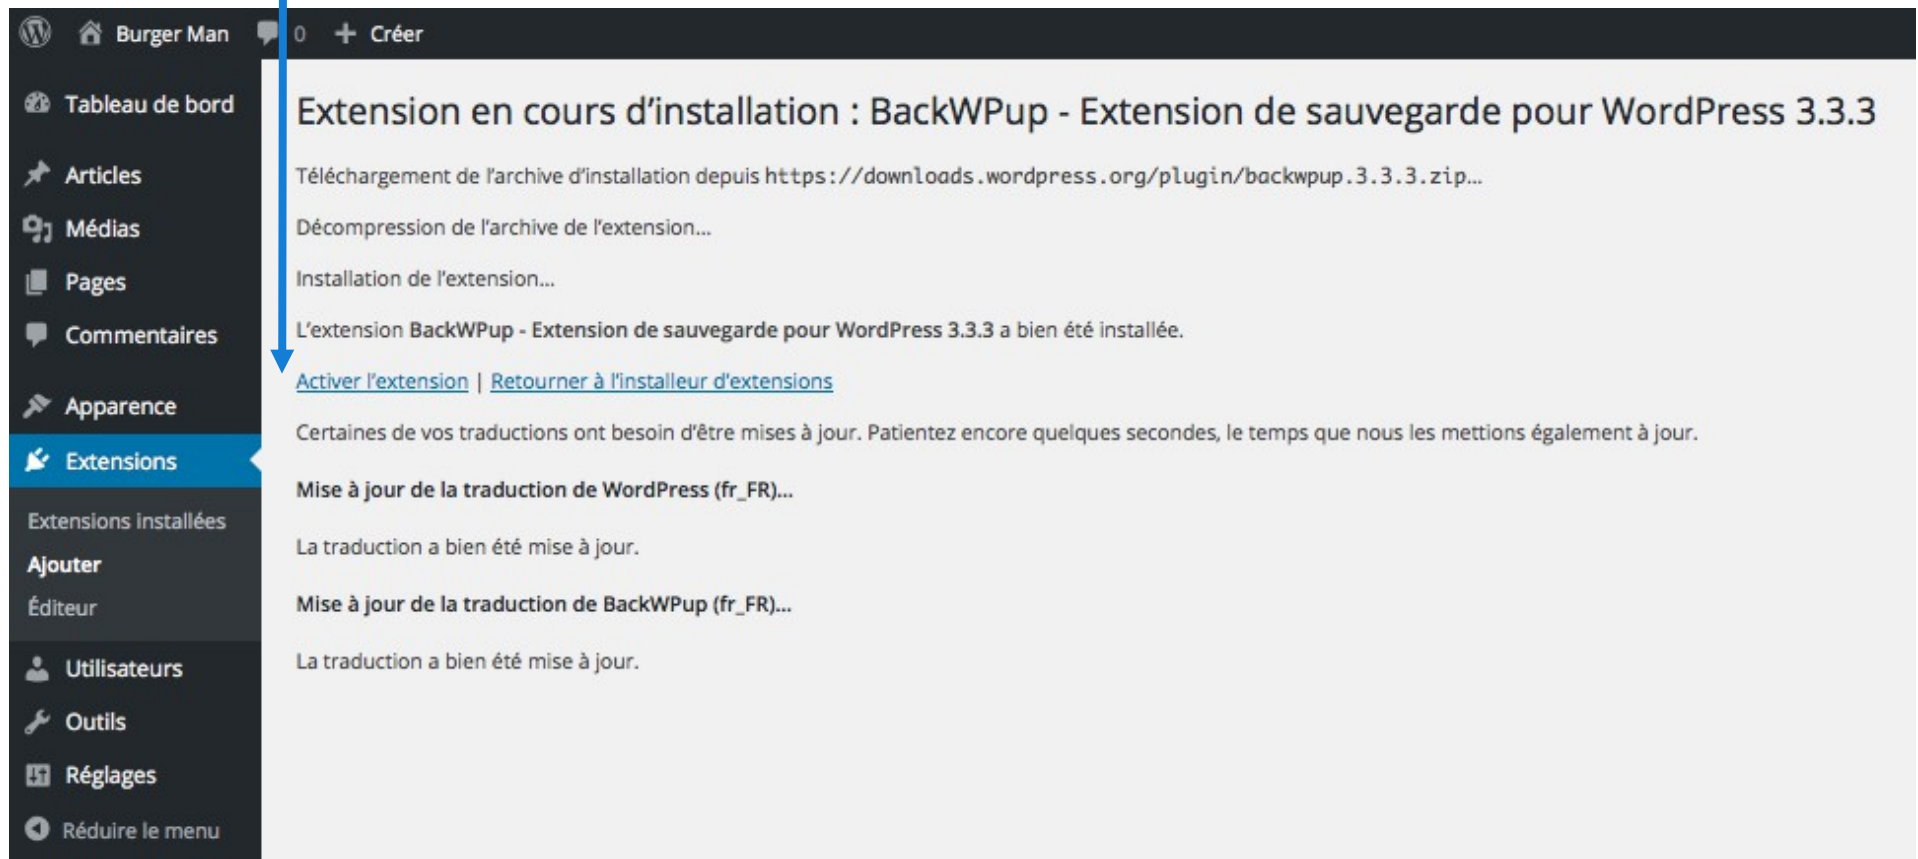 Burger Man 0 + Créer
Tableau de bord
Articles
Médias
Pages
Commentaires
Apparence
Extensions
Extensions installées
Ajouter
Éditeur
Utilisateurs
Outils
Réglages
Réduire le menu
Extension en cours d’installation : BackWPup - Extension de sauvegarde pour WordPress 3.3.3
Téléchargement de l’archive d’installation depuis https://downloads.wordpress.org/plugin/backwpup.3.3.3.zip…
Décompression de l’archive de l’extension…
Installation de l’extension…
L’extension BackWPup - Extension de sauvegarde pour WordPress 3.3.3 a bien été installée.
Activer l’extension | Retourner à l’installeur d’extensions
Certaines de vos traductions ont besoin d’être mises à jour. Patientez encore quelques secondes, le temps que nous les mettions également à jour.
Mise à jour de la traduction de WordPress (fr_FR)…
La traduction a bien été mise à jour.
Mise à jour de la traduction de BackWPup (fr_FR)…
La traduction a bien été mise à jour.